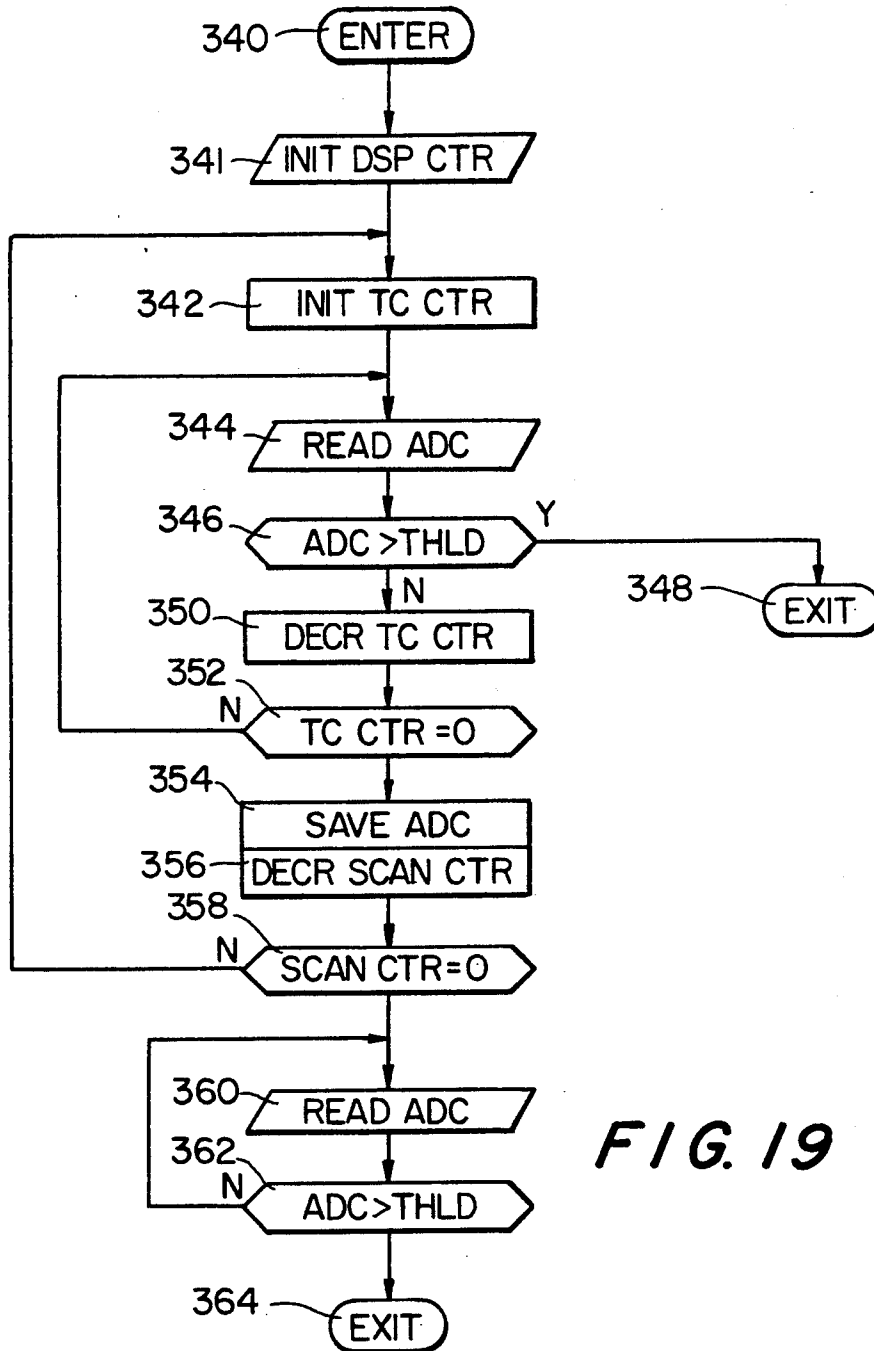 340 ENTER
341 INIT DSP CTR
342 INIT TC CTR
344 READ ADC
346 ADC >THLD Y
N
348 EXIT
350 DECR TC CTR
352
N TC CTR =0
354 SAVE ADC
356 DECR SCAN CTR
358
N SCAN CTR=0
360 READ ADC
362
N ADC>THLD
364 EXIT
FIG. 19